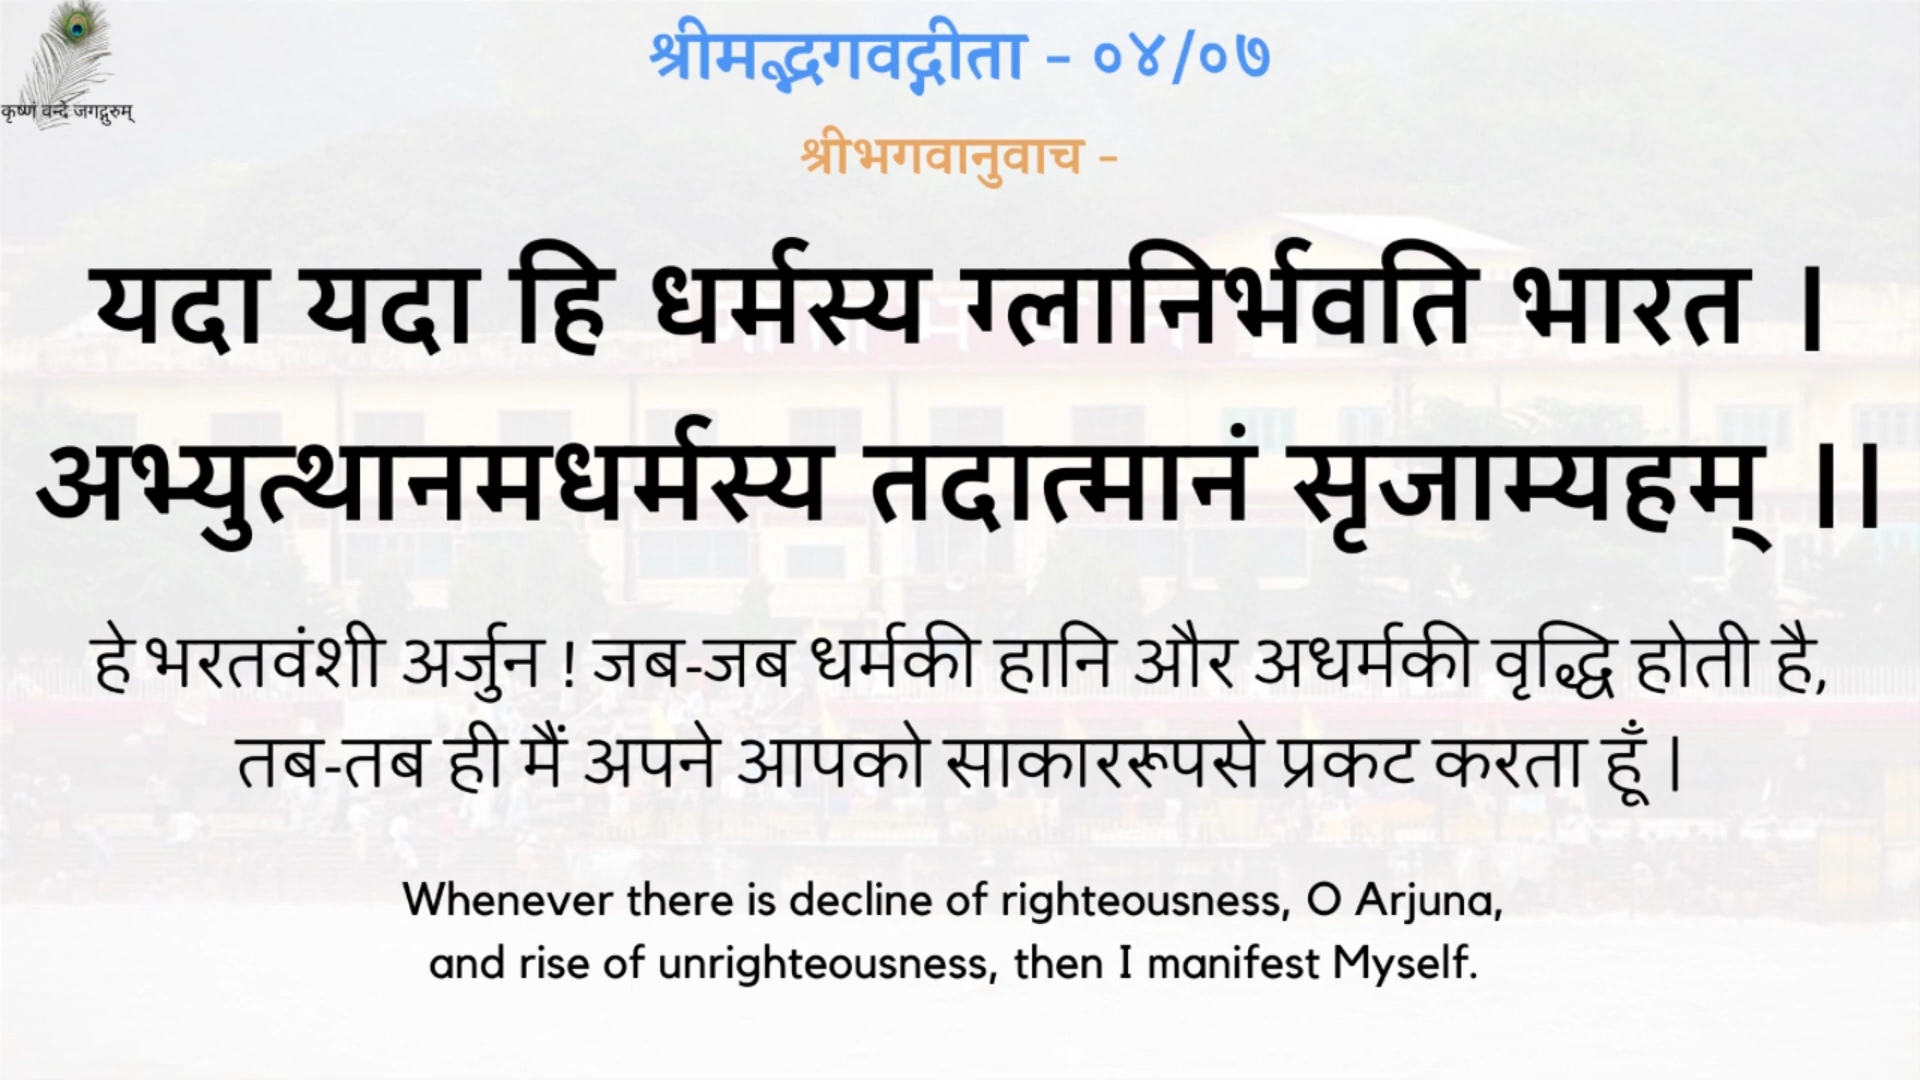 श्रीमद्भगवद्गीता - ०४/०७
कृष्णं वन्दे जगद्गुरुम्
श्रीभगवानुवाच -
यदा यदा हि धर्मस्य ग्लानिर्भवति भारत ।
अभ्युत्थानमधर्मस्य तदात्मानं सृजाम्यहम् ।।
हे भरतवंशी अर्जुन ! जब-जब धर्मकी हानि और अधर्मकी वृद्धि होती है,
तब-तब ही मैं अपने आपको साकाररूपसे प्रकट करता हूँ |
Whenever there is decline of righteousness, O Arjuna,
and rise of unrighteousness, then I manifest Myself.